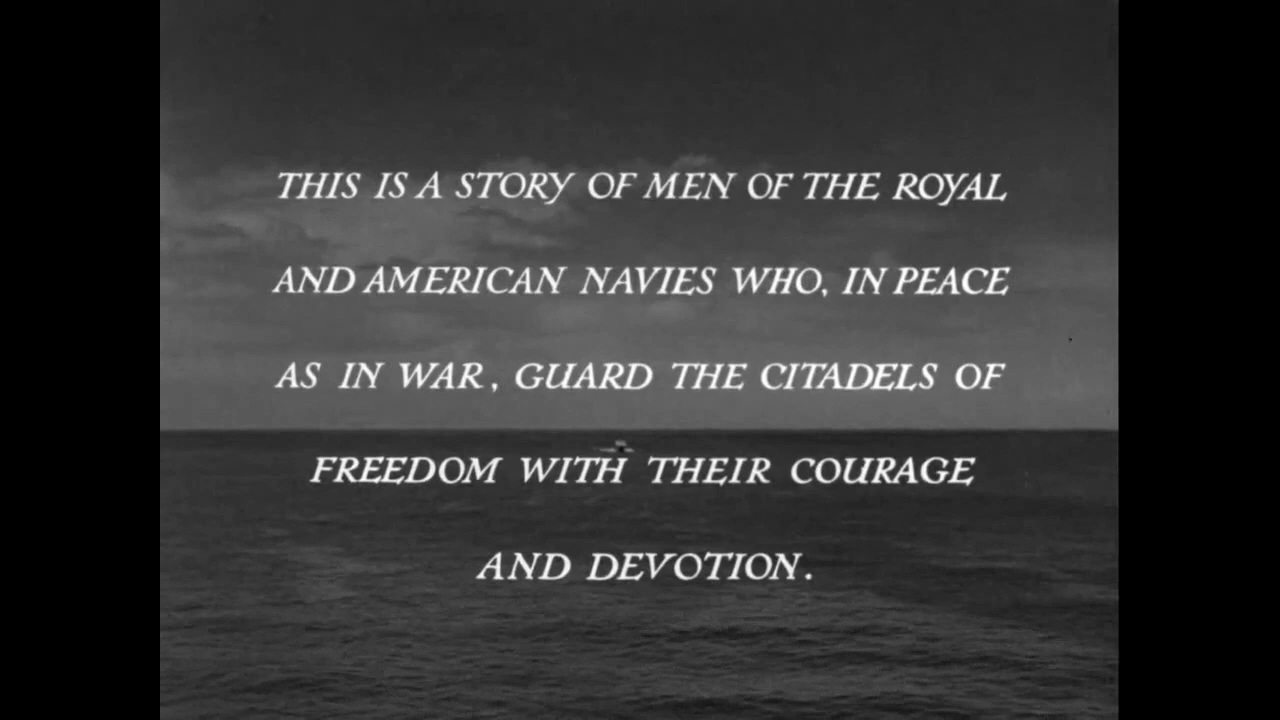 THIS IS A STORY OF MEN OF THE ROYAL
AND AMERICAN NAVIES WHO, IN PEACE
AS IN WAR, GUARD THE CITADELS OF
FREEDOM WITH THEIR COURAGE
AND DEVOTION.